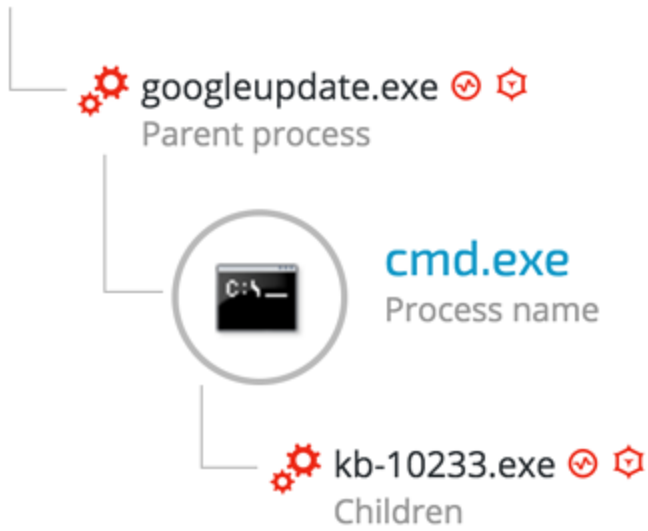 googleupdate.exe
Parent process
C:\_
cmd.exe
Process name
kb-10233.exe
Children